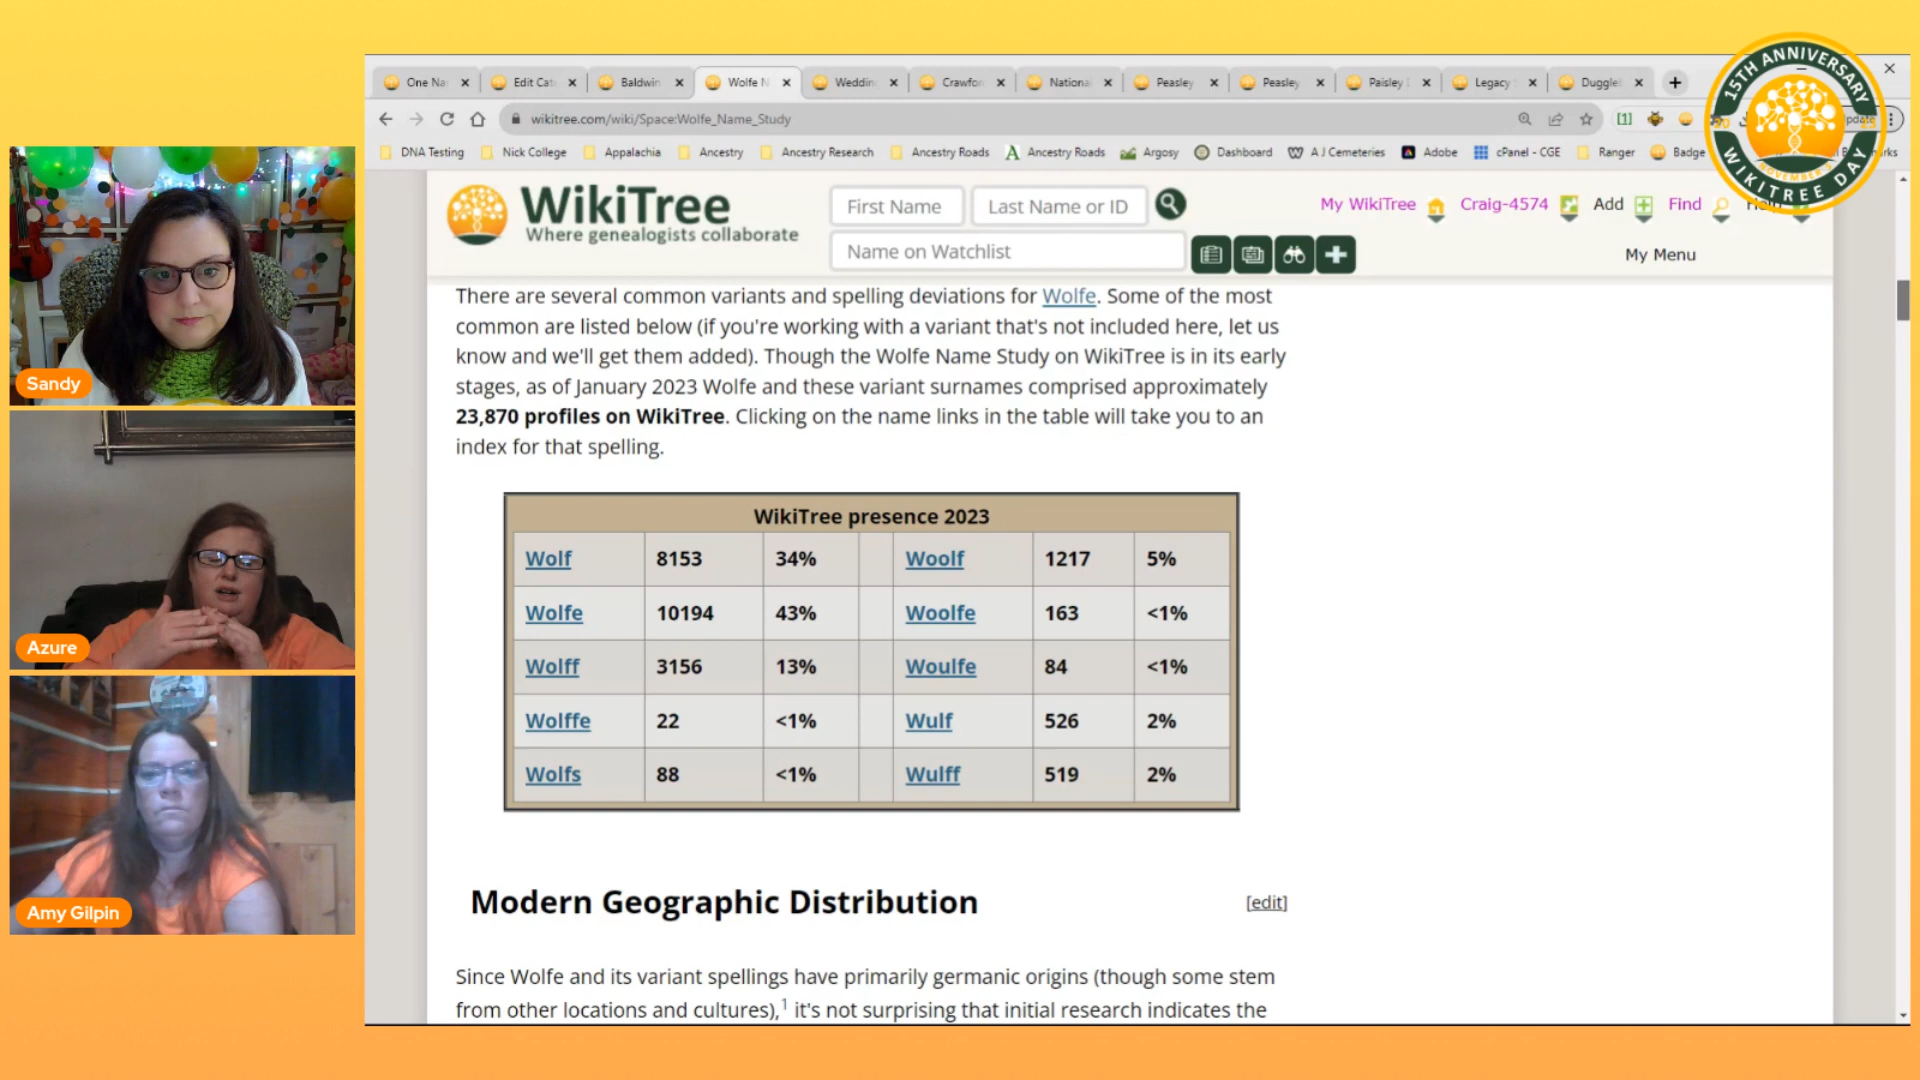 One Na
Edit Cat
Baldwin
Wolfe N
Wedding
Crawfor
Nationa
Peasley
Peasley
Paisley
Legacy
Duggle
wikitree.com/wiki/Space:Wolfe_Name_Study
DNA Testing
Nick College
Appalachia
Ancestry
Ancestry Research
Ancestry Roads
Ancestry Roads
Argosy
Dashboard
A J Cemeteries
Adobe
cPanel - CGE
Ranger
Badge
15TH ANNIVERSARY
WIKITREE DAY
WikiTree
Where genealogists collaborate
First Name
Last Name or ID
Name on Watchlist
My WikiTree
Craig-4574
Add
Find
Help
My Menu
There are several common variants and spelling deviations for Wolfe. Some of the most
common are listed below (if you're working with a variant that's not included here, let us
know and we'll get them added). Though the Wolfe Name Study on WikiTree is in its early
stages, as of January 2023 Wolfe and these variant surnames comprised approximately
23,870 profiles on WikiTree. Clicking on the name links in the table will take you to an
index for that spelling.
WikiTree presence 2023
Wolf 8153 34% Woolf 1217 5%
Wolfe 10194 43% Woolfe 163 <1%
Wolff 3156 13% Woulfe 84 <1%
Wolffe 22 <1% Wulf 526 2%
Wolfs 88 <1% Wulff 519 2%
Modern Geographic Distribution
[edit]
Since Wolfe and its variant spellings have primarily germanic origins (though some stem
from other locations and cultures),1 it's not surprising that initial research indicates the
Sandy
Azure
Amy Gilpin